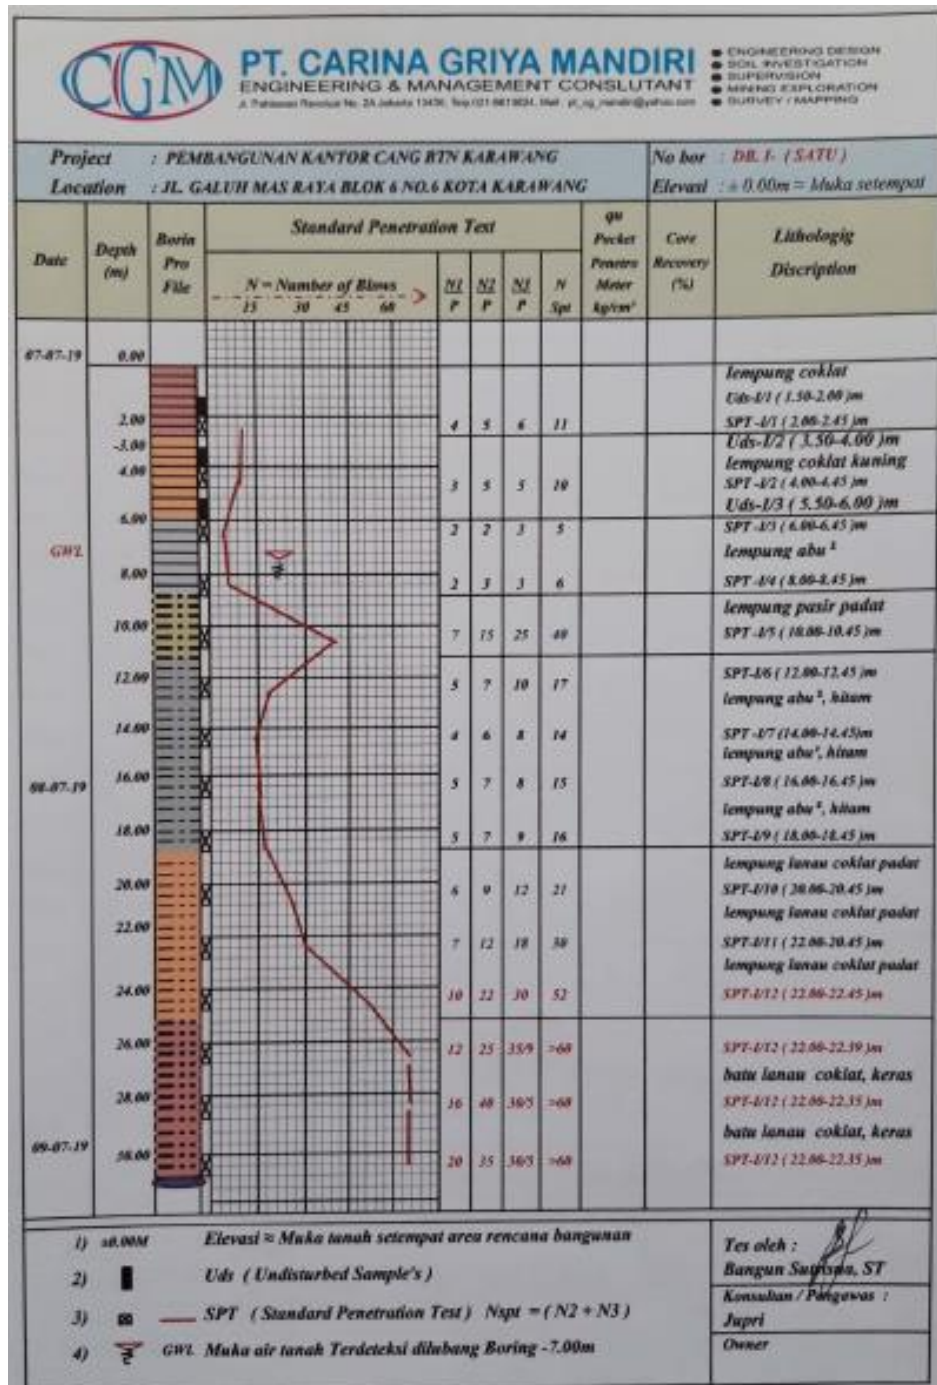 CGM
PT. CARINA GRIYA MANDIRI
ENGINEERING & MANAGEMENT CONSLUTANT
ENGINEERING DESIGN
SOIL INVESTIGATION
SUPERVISION
MINING EXPLORATION
SURVEY / MAPPING
Project : PEMBANGUNAN KANTOR CANG BTN KARAWANG
No bor : DB. I- ( SATU )
Location : JL. GALUH MAS RAYA BLOK 6 NO.6 KOTA KARAWANG
Elevasi : ± 0.00m = Muka setempat
Date
Depth (m)
Borin Pro File
Standard Penetration Test
N = Number of Blows
15 30 45 60
N1 P
N2 P
N3 P
N Spt
qu Pocket Penetro Meter kg/cm²
Core Recovery (%)
Lithologig Discription
07-07-19 0.00
lempung coklat
Uds-I/1 ( 1.50-2.00 )m
2.00 4 5 6 11 SPT -I/1 ( 2.00-2.45 )m
-3.00 Uds-I/2 ( 3.50-4.00 )m
lempung coklat kuning
4.00 3 5 5 10 SPT -I/2 ( 4.00-4.45 )m
Uds-I/3 ( 5.50-6.00 )m
6.00 2 2 3 5 SPT -I/3 ( 6.00-6.45 )m
GWL lempung abu ²
8.00 2 3 3 6 SPT -I/4 ( 8.00-8.45 )m
lempung pasir padat
10.00 7 15 25 40 SPT -I/5 ( 10.00-10.45 )m
12.00 5 7 10 17 SPT-I/6 ( 12.00-12.45 )m
lempung abu ², hitam
14.00 4 6 8 14 SPT -I/7 (14.00-14.45)m
lempung abu², hitam
08-07-19 16.00 5 7 8 15 SPT-I/8 ( 16.00-16.45 )m
lempung abu ², hitam
18.00 5 7 9 16 SPT-I/9 ( 18.00-18.45 )m
lempung lanau coklat padat
20.00 6 9 12 21 SPT-I/10 ( 20.00-20.45 )m
lempung lanau coklat padat
22.00 7 12 18 30 SPT-I/11 ( 22.00-20.45 )m
lempung lanau coklat padat
24.00 10 22 30 52 SPT-I/12 ( 22.00-22.45 )m
26.00 12 25 35/9 >60 SPT-I/12 ( 22.00-22.39 )m
batu lanau coklat, keras
28.00 16 40 30/5 >60 SPT-I/12 ( 22.00-22.35 )m
batu lanau coklat, keras
09-07-19 30.00 20 35 30/5 >60 SPT-I/12 ( 22.00-22.35 )m
1) ±0.00M Elevasi ≈ Muka tanah setempat area rencana bangunan
2) Uds ( Undisturbed Sample's )
3) SPT ( Standard Penetration Test ) Nspt = ( N2 + N3 )
4) GWL Muka air tanah Terdeteksi dilubang Boring -7.00m
Tes oleh :
Bangun Sutrisna, ST
Konsultan / Pengawas :
Jupri
Owner